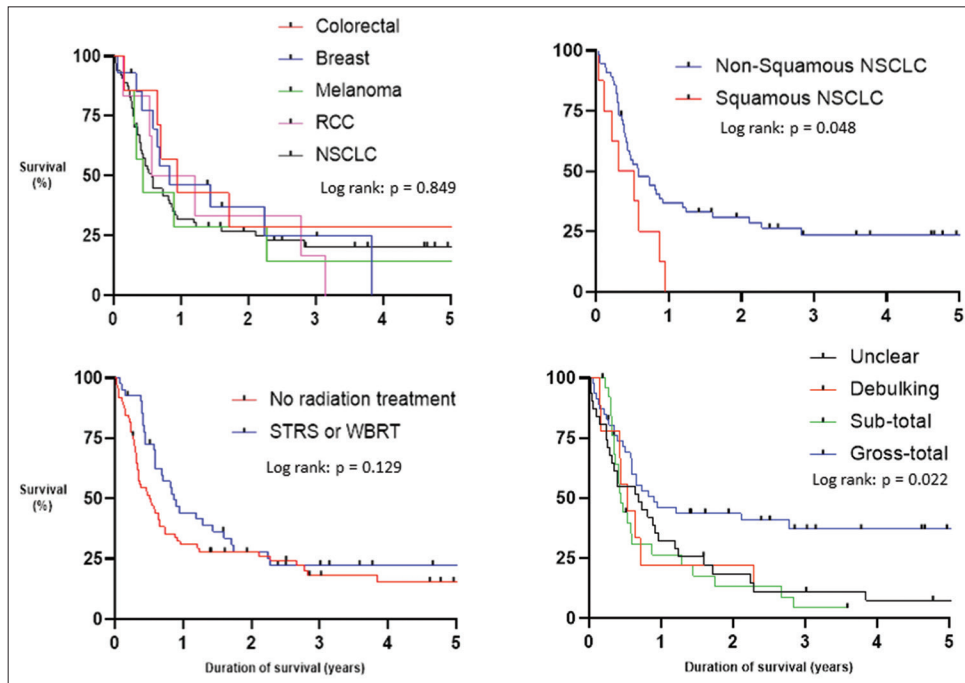 Colorectal
Breast
Melanoma
RCC
NSCLC
Log rank: p = 0.849
Survival
(%)
100
75
50
25
0
0 1 2 3 4 5
Non-Squamous NSCLC
Squamous NSCLC
Log rank: p = 0.048
100
75
50
25
0
0 1 2 3 4 5
No radiation treatment
STRS or WBRT
Log rank: p = 0.129
Survival
(%)
100
75
50
25
0
0 1 2 3 4 5
Duration of survival (years)
Unclear
Debulking
Sub-total
Gross-total
Log rank: p = 0.022
100
75
50
25
0
0 1 2 3 4 5
Duration of survival (years)